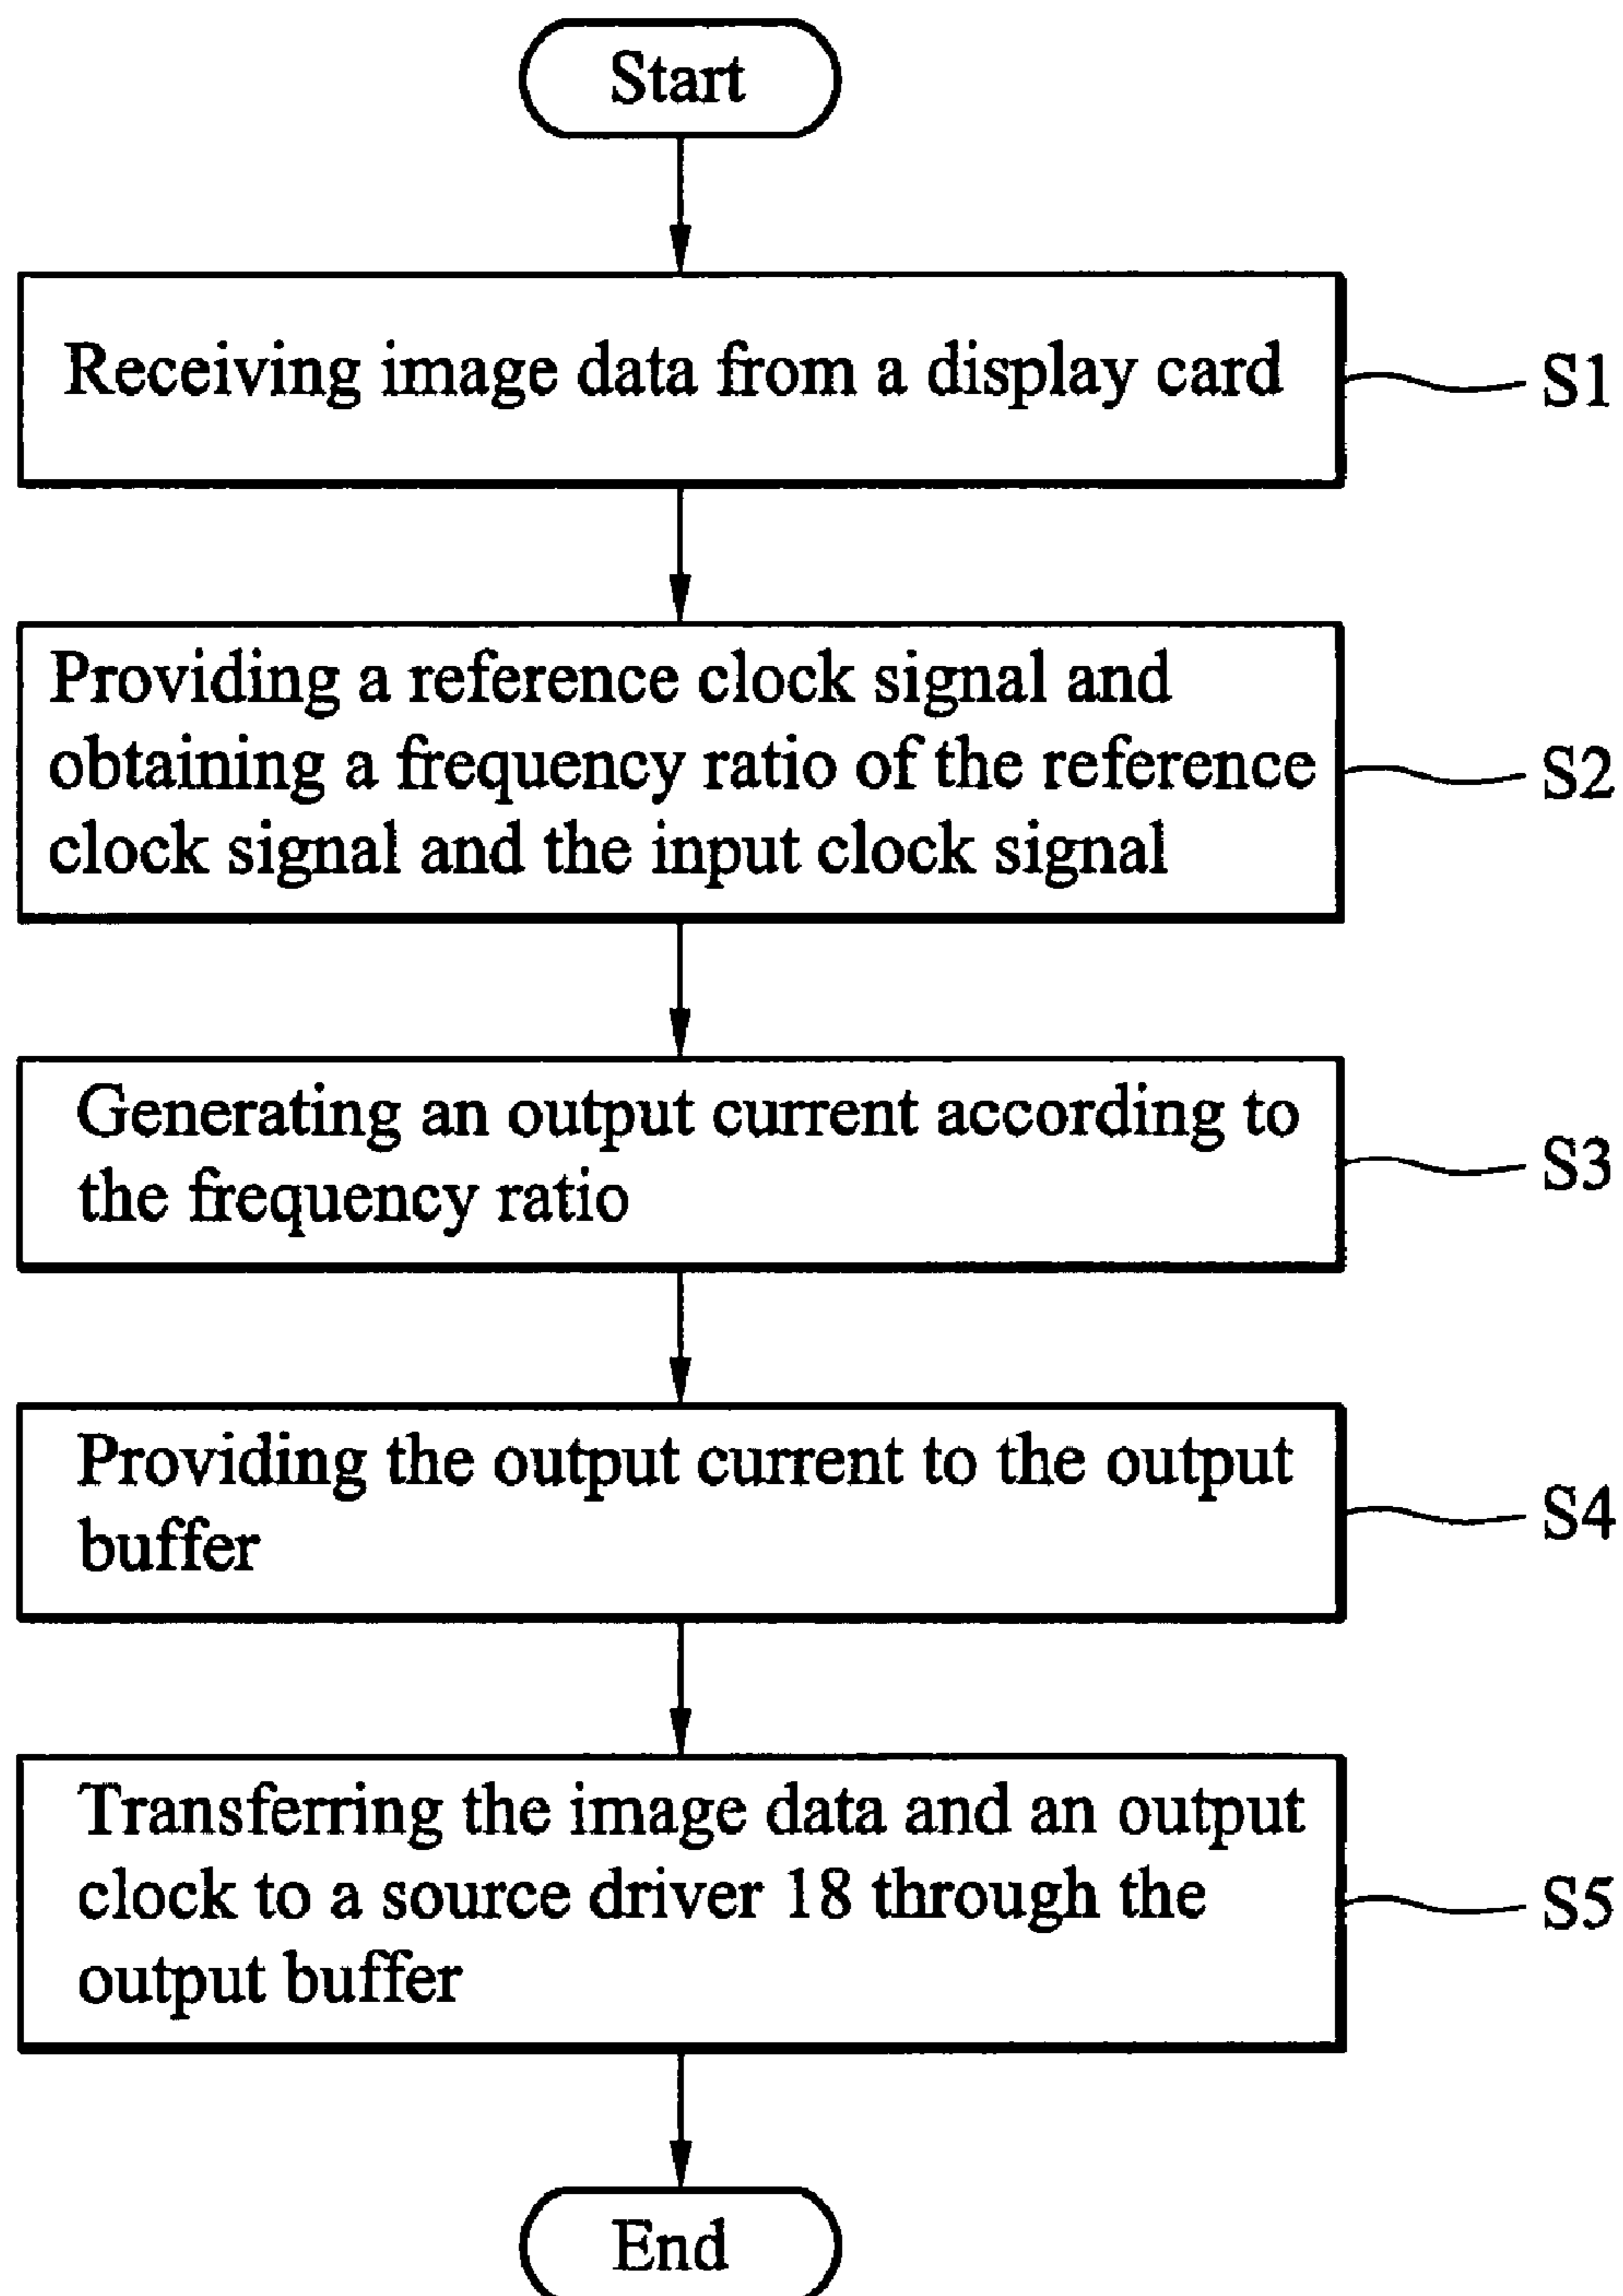 Start
Receiving image data from a display card
S1
Providing a reference clock signal and
obtaining a frequency ratio of the reference
clock signal and the input clock signal
S2
Generating an output current according to
the frequency ratio
S3
Providing the output current to the output
buffer
S4
Transferring the image data and an output
clock to a source driver 18 through the
output buffer
S5
End